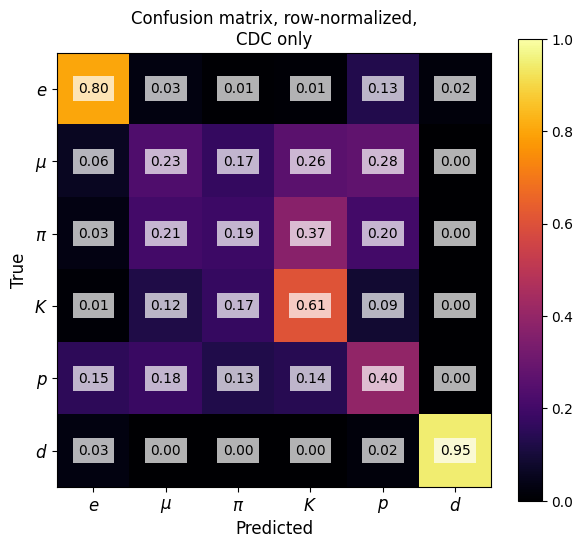 Confusion matrix, row-normalized,
CDC only
True
e 0.80 0.03 0.01 0.01 0.13 0.02
μ 0.06 0.23 0.17 0.26 0.28 0.00
π 0.03 0.21 0.19 0.37 0.20 0.00
K 0.01 0.12 0.17 0.61 0.09 0.00
p 0.15 0.18 0.13 0.14 0.40 0.00
d 0.03 0.00 0.00 0.00 0.02 0.95
e μ π K p d
Predicted
1.0
0.8
0.6
0.4
0.2
0.0